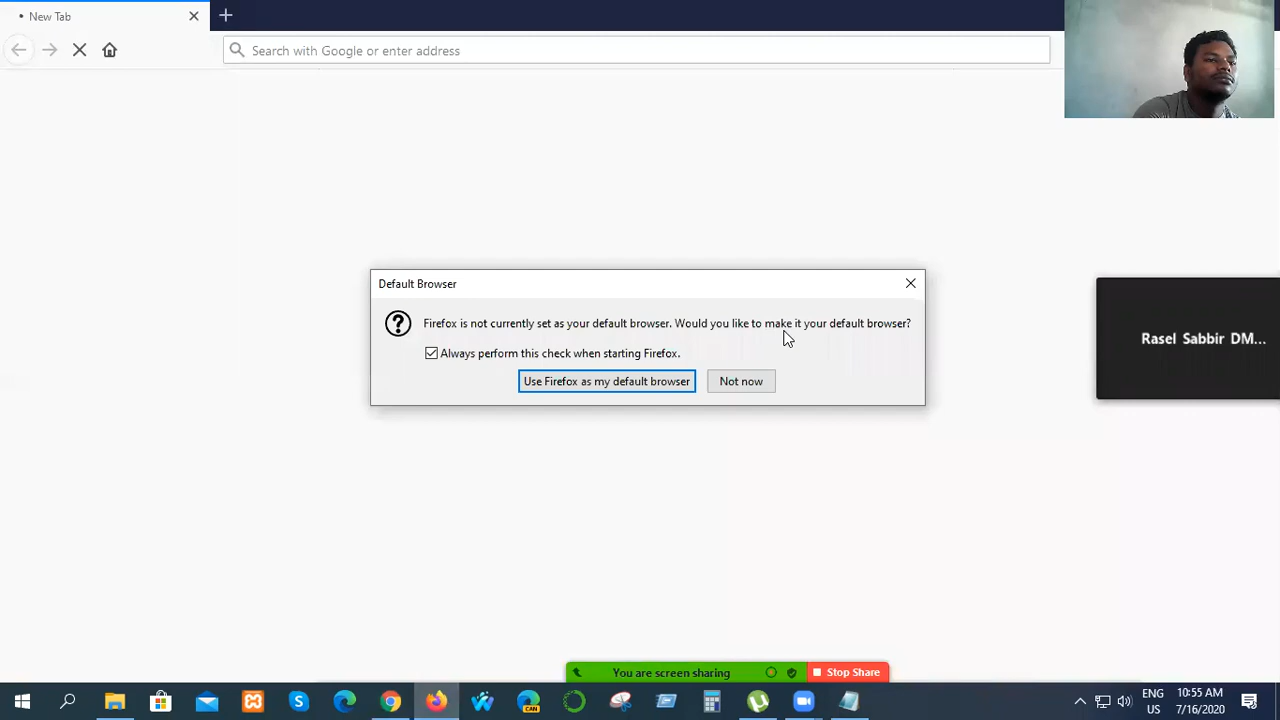 New Tab
Search with Google or enter address
Default Browser
Firefox is not currently set as your default browser. Would you like to make it your default browser?
Always perform this check when starting Firefox.
Use Firefox as my default browser
Not now
Rasel Sabbir DM...
You are screen sharing
Stop Share
CAN
ENG
US
10:55 AM
7/16/2020